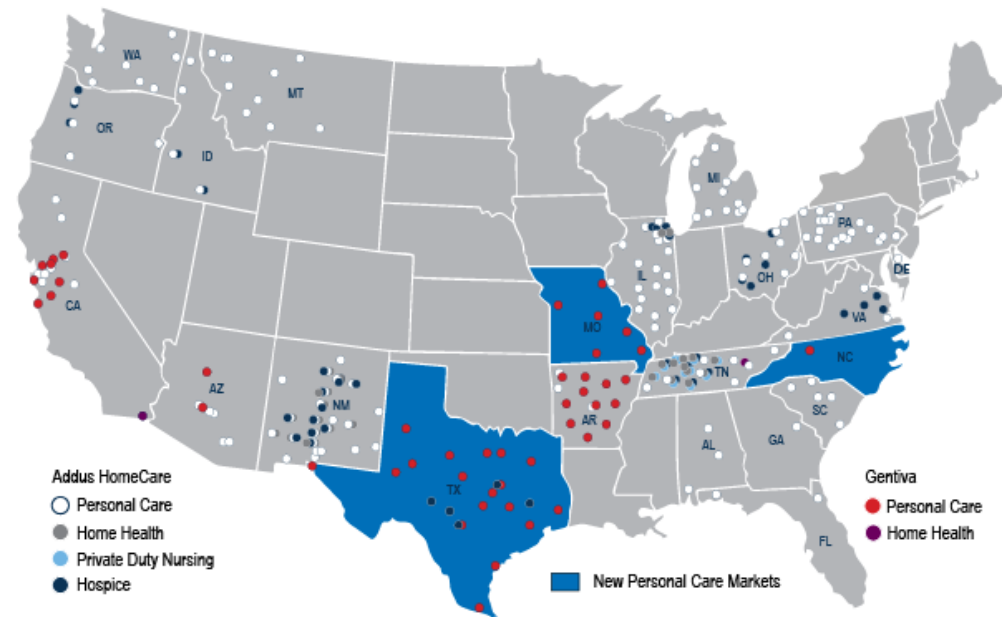 WA
MT
OR
ID
MI
PA
DE
IL
OH
CA
VA
MO
NC
TN
AZ
NM
AR
SC
AL
GA
TX
FL
Addus HomeCare
Personal Care
Home Health
Private Duty Nursing
Hospice
Gentiva
Personal Care
Home Health
New Personal Care Markets